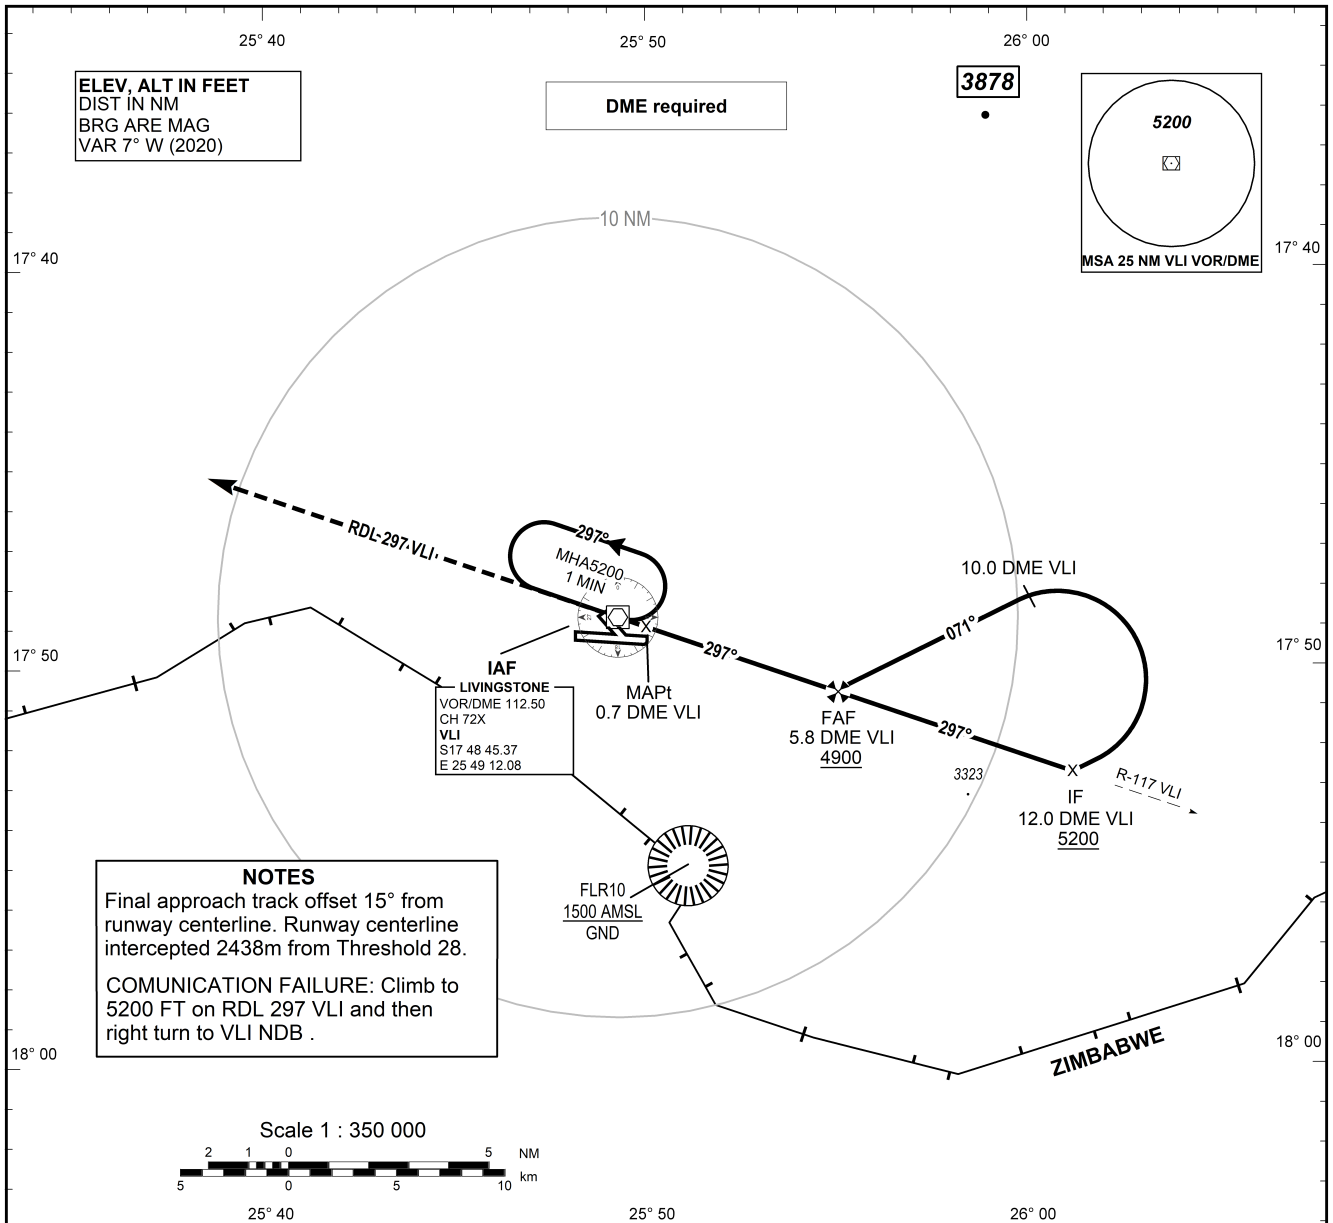 25° 40
25° 50
26° 00
ELEV, ALT IN FEET
DIST IN NM
BRG ARE MAG
VAR 7° W (2020)
DME required
3878
5200
MSA 25 NM VLI VOR/DME
10 NM
17° 40
17° 40
RDL 297 VLI
297°
MHA5200
1 MIN
10.0 DME VLI
071°
297°
17° 50
17° 50
IAF
LIVINGSTONE
VOR/DME 112.50
CH 72X
VLI
S17 48 45.37
E 25 49 12.08
MAPt
0.7 DME VLI
FAF
5.8 DME VLI
4900
297°
3323
R-117 VLI
IF
12.0 DME VLI
5200
FLR10
1500 AMSL
GND
NOTES
Final approach track offset 15° from
runway centerline. Runway centerline
intercepted 2438m from Threshold 28.
COMUNICATION FAILURE: Climb to
5200 FT on RDL 297 VLI and then
right turn to VLI NDB .
18° 00
18° 00
ZIMBABWE
Scale 1 : 350 000
2 1 0 5 NM
5 0 5 10 km
25° 40
25° 50
26° 00